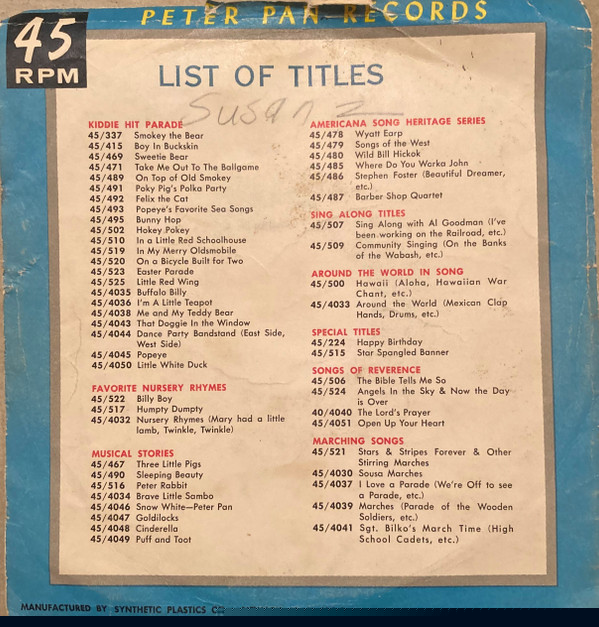 PETER PAN RECORDS
45
RPM
LIST OF TITLES
Susan
KIDDIE HIT PARADE
45/337 Smokey the Bear
45/415 Boy In Buckskin
45/469 Sweetie Bear
45/471 Take Me Out To The Ballgame
45/489 On Top of Old Smokey
45/491 Poky Pig's Polka Party
45/492 Felix the Cat
45/493 Popeye's Favorite Sea Songs
45/495 Bunny Hop
45/502 Hokey Pokey
45/510 In a Little Red Schoolhouse
45/519 In My Merry Oldsmobile
45/520 On a Bicycle Built for Two
45/523 Easter Parade
45/525 Little Red Wing
45/4035 Buffalo Billy
45/4036 I'm A Little Teapot
45/4038 Me and My Teddy Bear
45/4043 That Doggie In the Window
45/4044 Dance Party Bandstand (East Side,
West Side)
45/4045 Popeye
45/4050 Little White Duck
FAVORITE NURSERY RHYMES
45/522 Billy Boy
45/517 Humpty Dumpty
45/4032 Nursery Rhymes (Mary had a little
lamb, Twinkle, Twinkle)
MUSICAL STORIES
45/467 Three Little Pigs
45/490 Sleeping Beauty
45/516 Peter Rabbit
45/4034 Brave Little Sambo
45/4046 Snow White—Peter Pan
45/4047 Goldilocks
45/4048 Cinderella
45/4049 Puff and Toot
AMERICANA SONG HERITAGE SERIES
45/478 Wyatt Earp
45/479 Songs of the West
45/480 Wild Bill Hickok
45/485 Where Do You Worka John
45/486 Stephen Foster (Beautiful Dreamer,
etc.)
45/487 Barber Shop Quartet
SING ALONG TITLES
45/507 Sing Along with Al Goodman (I've
been working on the Railroad, etc.)
45/509 Community Singing (On the Banks
of the Wabash, etc.)
AROUND THE WORLD IN SONG
45/500 Hawaii (Aloha, Hawaiian War
Chant, etc.)
45/4033 Around the World (Mexican Clap
Hands, Drums, etc.)
SPECIAL TITLES
45/224 Happy Birthday
45/515 Star Spangled Banner
SONGS OF REVERENCE
45/506 The Bible Tells Me So
45/524 Angels In the Sky & Now the Day
is Over
40/4040 The Lord's Prayer
45/4051 Open Up Your Heart
MARCHING SONGS
45/521 Stars & Stripes Forever & Other
Stirring Marches
45/4030 Sousa Marches
45/4037 I Love a Parade (We're Off to see
a Parade, etc.)
45/4039 Marches (Parade of the Wooden
Soldiers, etc.)
45/4041 Sgt. Bilko's March Time (High
School Cadets, etc.)
MANUFACTURED BY SYNTHETIC PLASTICS